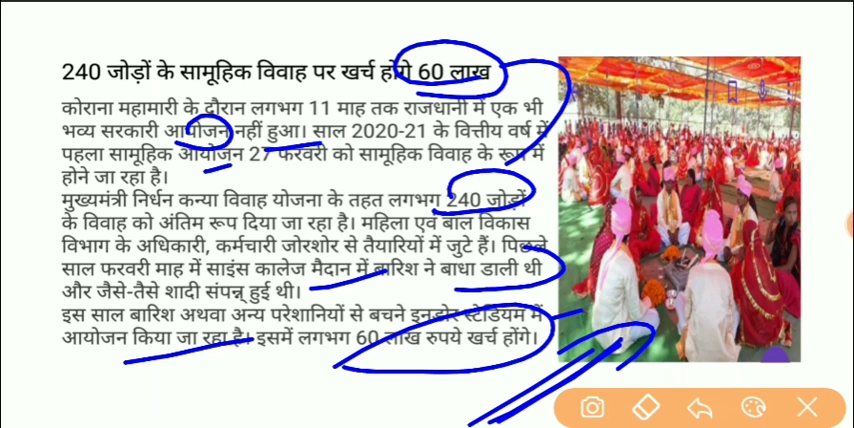 240 जोड़ों के सामूहिक विवाह पर खर्च होंगे 60 लाख
कोराना महामारी के दौरान लगभग 11 माह तक राजधानी में एक भी
भव्य सरकारी आयोजन नहीं हुआ। साल 2020-21 के वित्तीय वर्ष में
पहला सामूहिक आयोजन 27 फरवरी को सामूहिक विवाह के रूप में
होने जा रहा है।
मुख्यमंत्री निर्धन कन्या विवाह योजना के तहत लगभग 240 जोड़ों
के विवाह को अंतिम रूप दिया जा रहा है। महिला एवं बाल विकास
विभाग के अधिकारी, कर्मचारी जोरशोर से तैयारियों में जुटे हैं। पिछले
साल फरवरी माह में साइंस कालेज मैदान में बारिश ने बाधा डाली थी
और जैसे-तैसे शादी संपन्न् हुई थी।
इस साल बारिश अथवा अन्य परेशानियों से बचने इनडोर स्टेडियम में
आयोजन किया जा रहा है। इसमें लगभग 60 लाख रुपये खर्च होंगे।